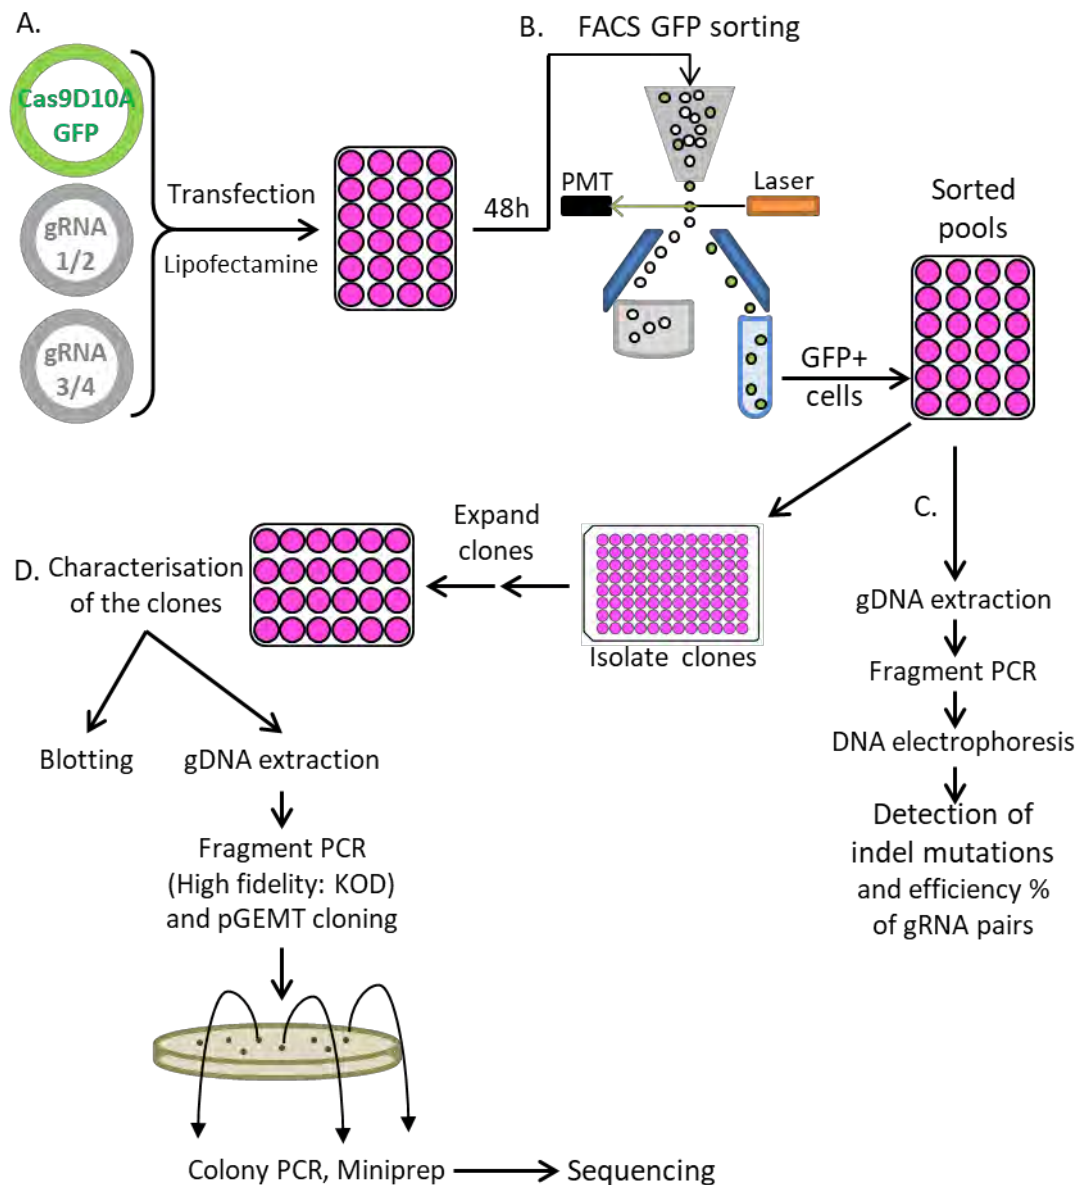 A.
Cas9D10A
GFP
gRNA
1/2
gRNA
3/4
Transfection
Lipofectamine
48h
B. FACS GFP sorting
PMT
Laser
GFP+
cells
Sorted
pools
C.
gDNA extraction
Fragment PCR
DNA electrophoresis
Detection of
indel mutations
and efficiency %
of gRNA pairs
Isolate clones
Expand
clones
D. Characterisation
of the clones
Blotting
gDNA extraction
Fragment PCR
(High fidelity: KOD)
and pGEMT cloning
Colony PCR, Miniprep
Sequencing